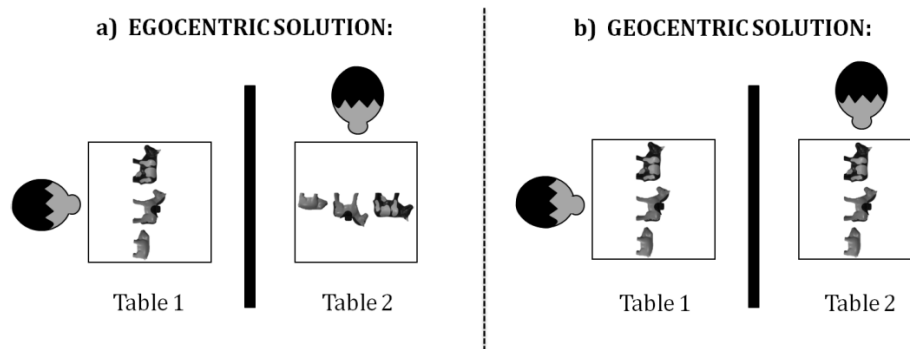 a) EGOCENTRIC SOLUTION:
Table 1
Table 2
b) GEOCENTRIC SOLUTION:
Table 1
Table 2